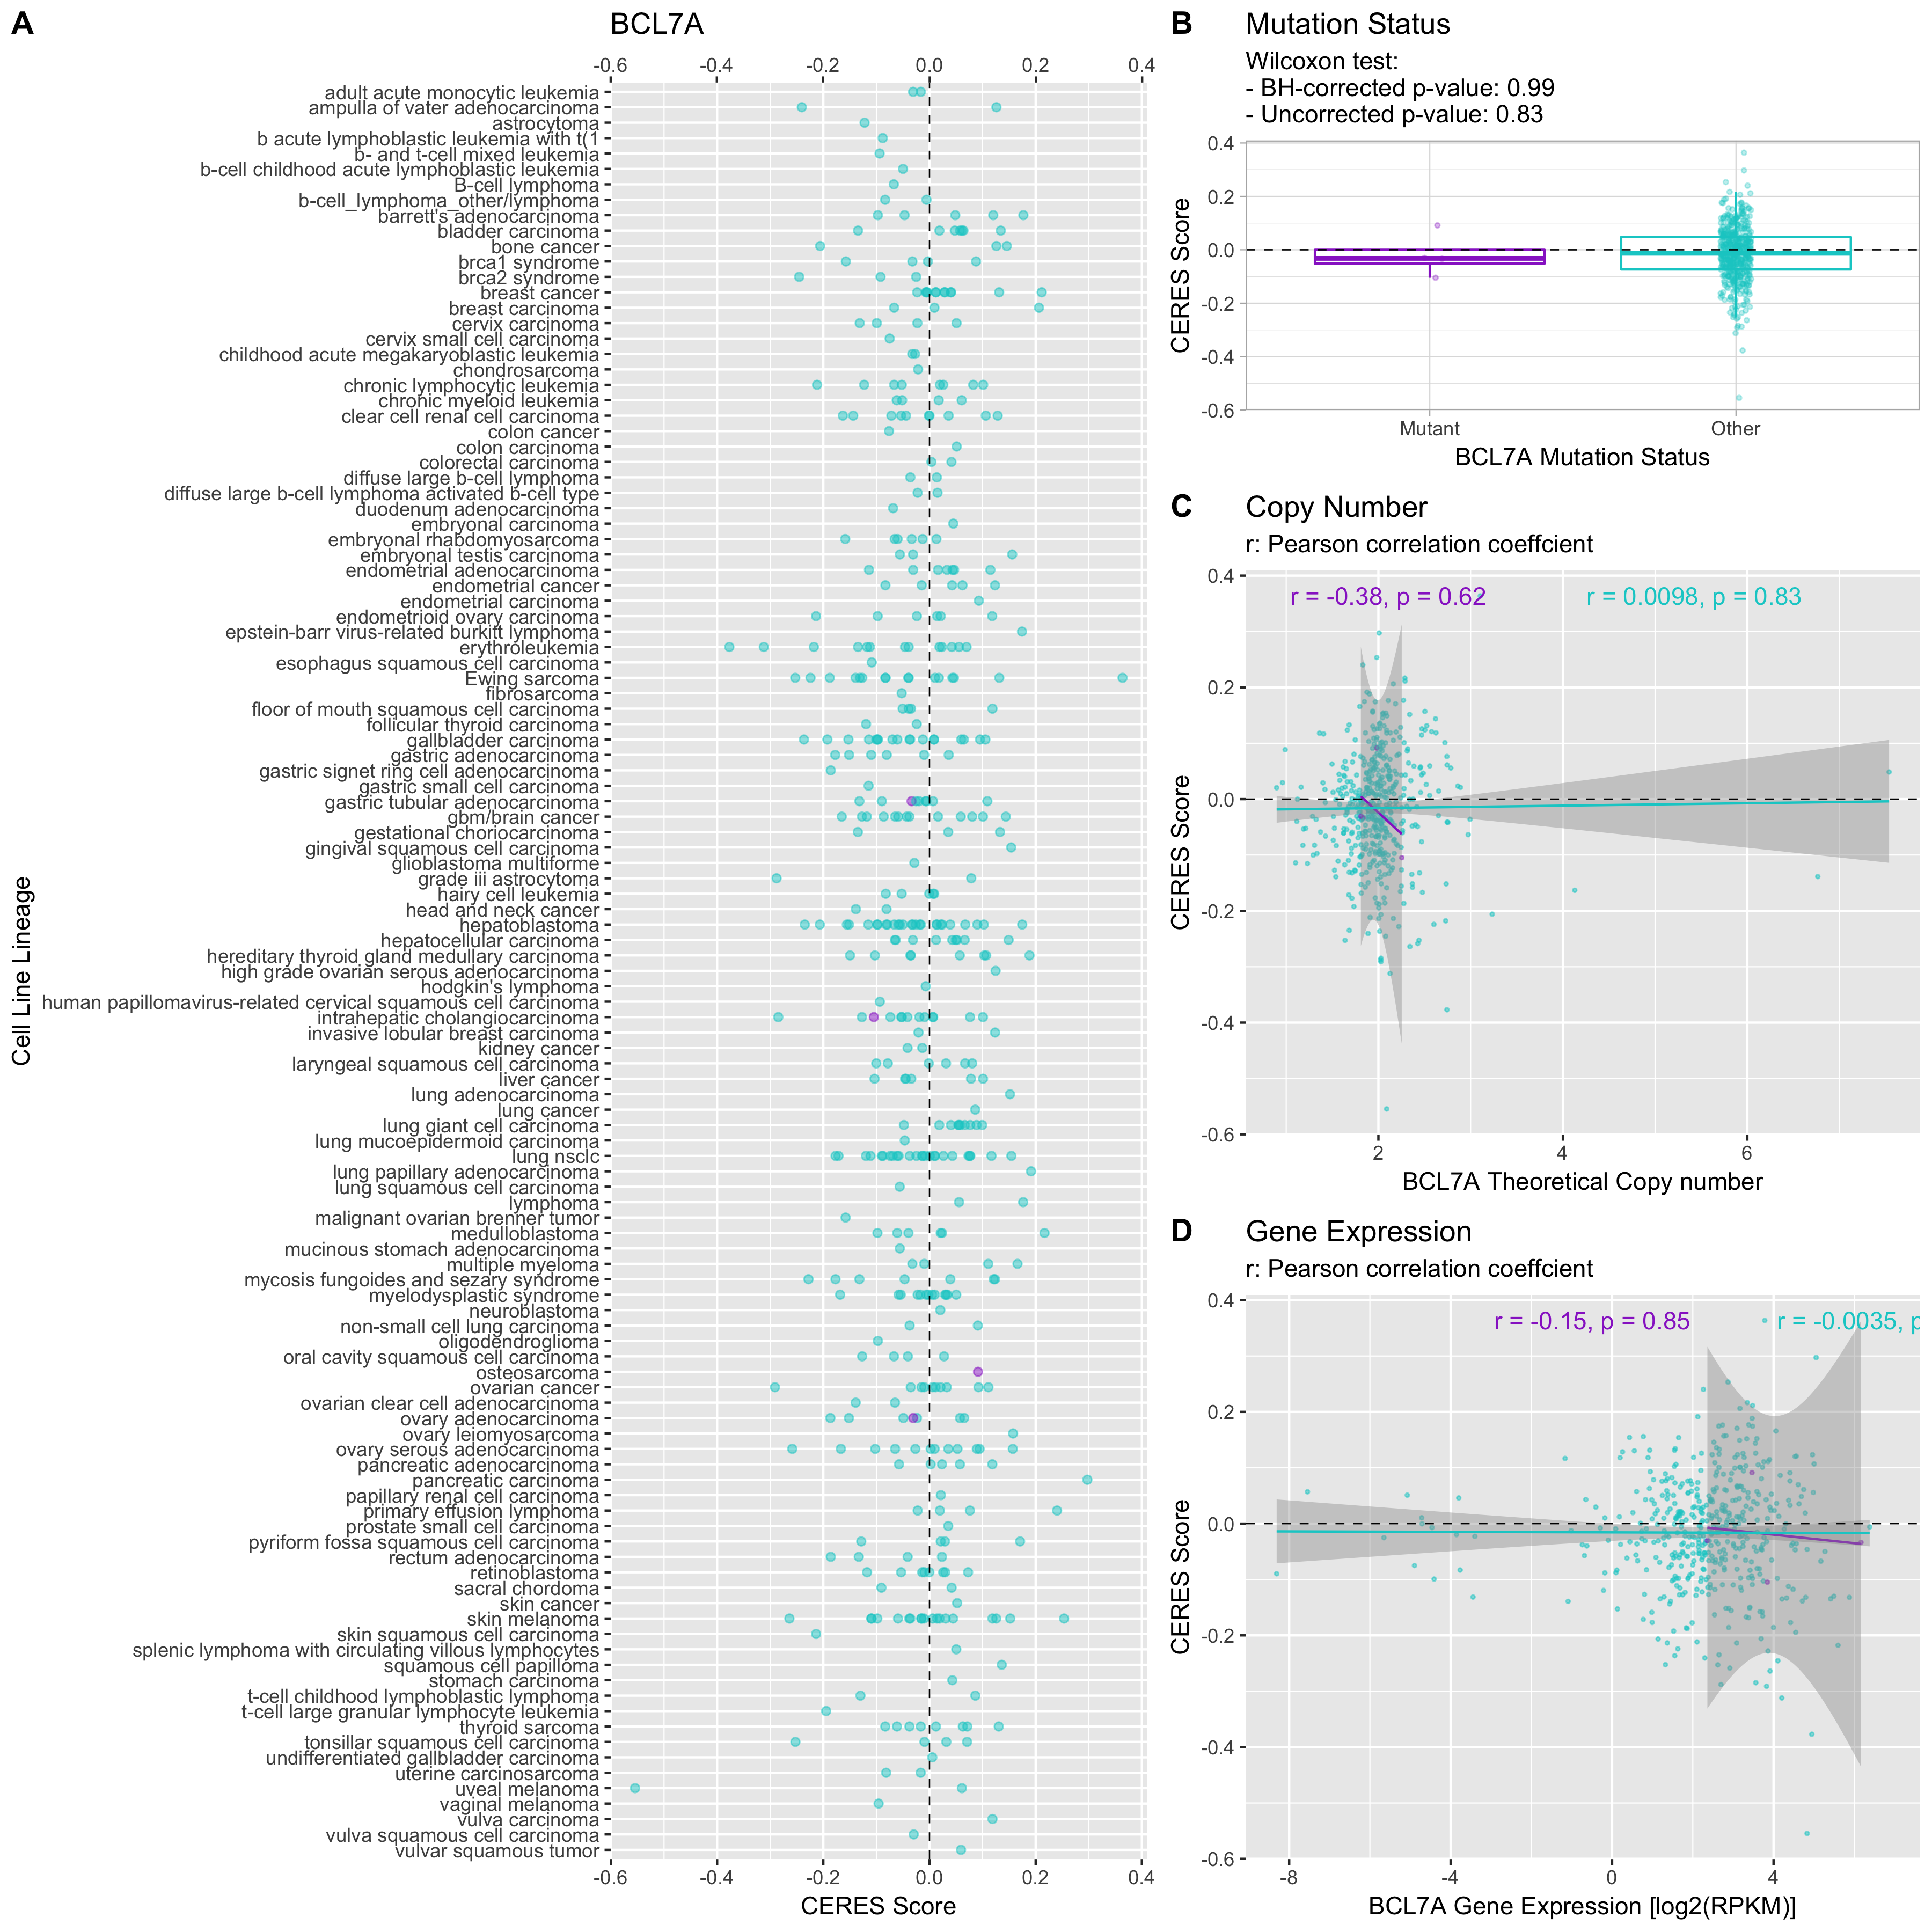 A
BCL7A
-0.6 -0.4 -0.2 0.0 0.2 0.4
Cell Line Lineage
adult acute monocytic leukemia
ampulla of vater adenocarcinoma
astrocytoma
b acute lymphoblastic leukemia with t(1
b- and t-cell mixed leukemia
b-cell childhood acute lymphoblastic leukemia
B-cell lymphoma
b-cell_lymphoma_other/lymphoma
barrett's adenocarcinoma
bladder carcinoma
bone cancer
brca1 syndrome
brca2 syndrome
breast cancer
breast carcinoma
cervix carcinoma
cervix small cell carcinoma
childhood acute megakaryoblastic leukemia
chondrosarcoma
chronic lymphocytic leukemia
chronic myeloid leukemia
clear cell renal cell carcinoma
colon cancer
colon carcinoma
colorectal carcinoma
diffuse large b-cell lymphoma
diffuse large b-cell lymphoma activated b-cell type
duodenum adenocarcinoma
embryonal carcinoma
embryonal rhabdomyosarcoma
embryonal testis carcinoma
endometrial adenocarcinoma
endometrial cancer
endometrial carcinoma
endometrioid ovary carcinoma
epstein-barr virus-related burkitt lymphoma
erythroleukemia
esophagus squamous cell carcinoma
Ewing sarcoma
fibrosarcoma
floor of mouth squamous cell carcinoma
follicular thyroid carcinoma
gallbladder carcinoma
gastric adenocarcinoma
gastric signet ring cell adenocarcinoma
gastric small cell carcinoma
gastric tubular adenocarcinoma
gbm/brain cancer
gestational choriocarcinoma
gingival squamous cell carcinoma
glioblastoma multiforme
grade iii astrocytoma
hairy cell leukemia
head and neck cancer
hepatoblastoma
hepatocellular carcinoma
hereditary thyroid gland medullary carcinoma
high grade ovarian serous adenocarcinoma
hodgkin's lymphoma
human papillomavirus-related cervical squamous cell carcinoma
intrahepatic cholangiocarcinoma
invasive lobular breast carcinoma
kidney cancer
laryngeal squamous cell carcinoma
liver cancer
lung adenocarcinoma
lung cancer
lung giant cell carcinoma
lung mucoepidermoid carcinoma
lung nsclc
lung papillary adenocarcinoma
lung squamous cell carcinoma
lymphoma
malignant ovarian brenner tumor
medulloblastoma
mucinous stomach adenocarcinoma
multiple myeloma
mycosis fungoides and sezary syndrome
myelodysplastic syndrome
neuroblastoma
non-small cell lung carcinoma
oligodendroglioma
oral cavity squamous cell carcinoma
osteosarcoma
ovarian cancer
ovarian clear cell adenocarcinoma
ovary adenocarcinoma
ovary leiomyosarcoma
ovary serous adenocarcinoma
pancreatic adenocarcinoma
pancreatic carcinoma
papillary renal cell carcinoma
primary effusion lymphoma
prostate small cell carcinoma
pyriform fossa squamous cell carcinoma
rectum adenocarcinoma
retinoblastoma
sacral chordoma
skin cancer
skin melanoma
skin squamous cell carcinoma
splenic lymphoma with circulating villous lymphocytes
squamous cell papilloma
stomach carcinoma
t-cell childhood lymphoblastic lymphoma
t-cell large granular lymphocyte leukemia
thyroid sarcoma
tonsillar squamous cell carcinoma
undifferentiated gallbladder carcinoma
uterine carcinosarcoma
uveal melanoma
vaginal melanoma
vulva carcinoma
vulva squamous cell carcinoma
vulvar squamous tumor
-0.6 -0.4 -0.2 0.0 0.2 0.4
CERES Score
B
Mutation Status
Wilcoxon test:
- BH-corrected p-value: 0.99
- Uncorrected p-value: 0.83
CERES Score
0.4
0.2
0.0
-0.2
-0.4
-0.6
Mutant Other
BCL7A Mutation Status
C
Copy Number
r: Pearson correlation coeffcient
r = -0.38, p = 0.62 r = 0.0098, p = 0.83
CERES Score
0.4
0.2
0.0
-0.2
-0.4
-0.6
2 4 6
BCL7A Theoretical Copy number
D
Gene Expression
r: Pearson correlation coeffcient
r = -0.15, p = 0.85 r = -0.0035, p
CERES Score
0.4
0.2
0.0
-0.2
-0.4
-0.6
-8 -4 0 4
BCL7A Gene Expression [log2(RPKM)]